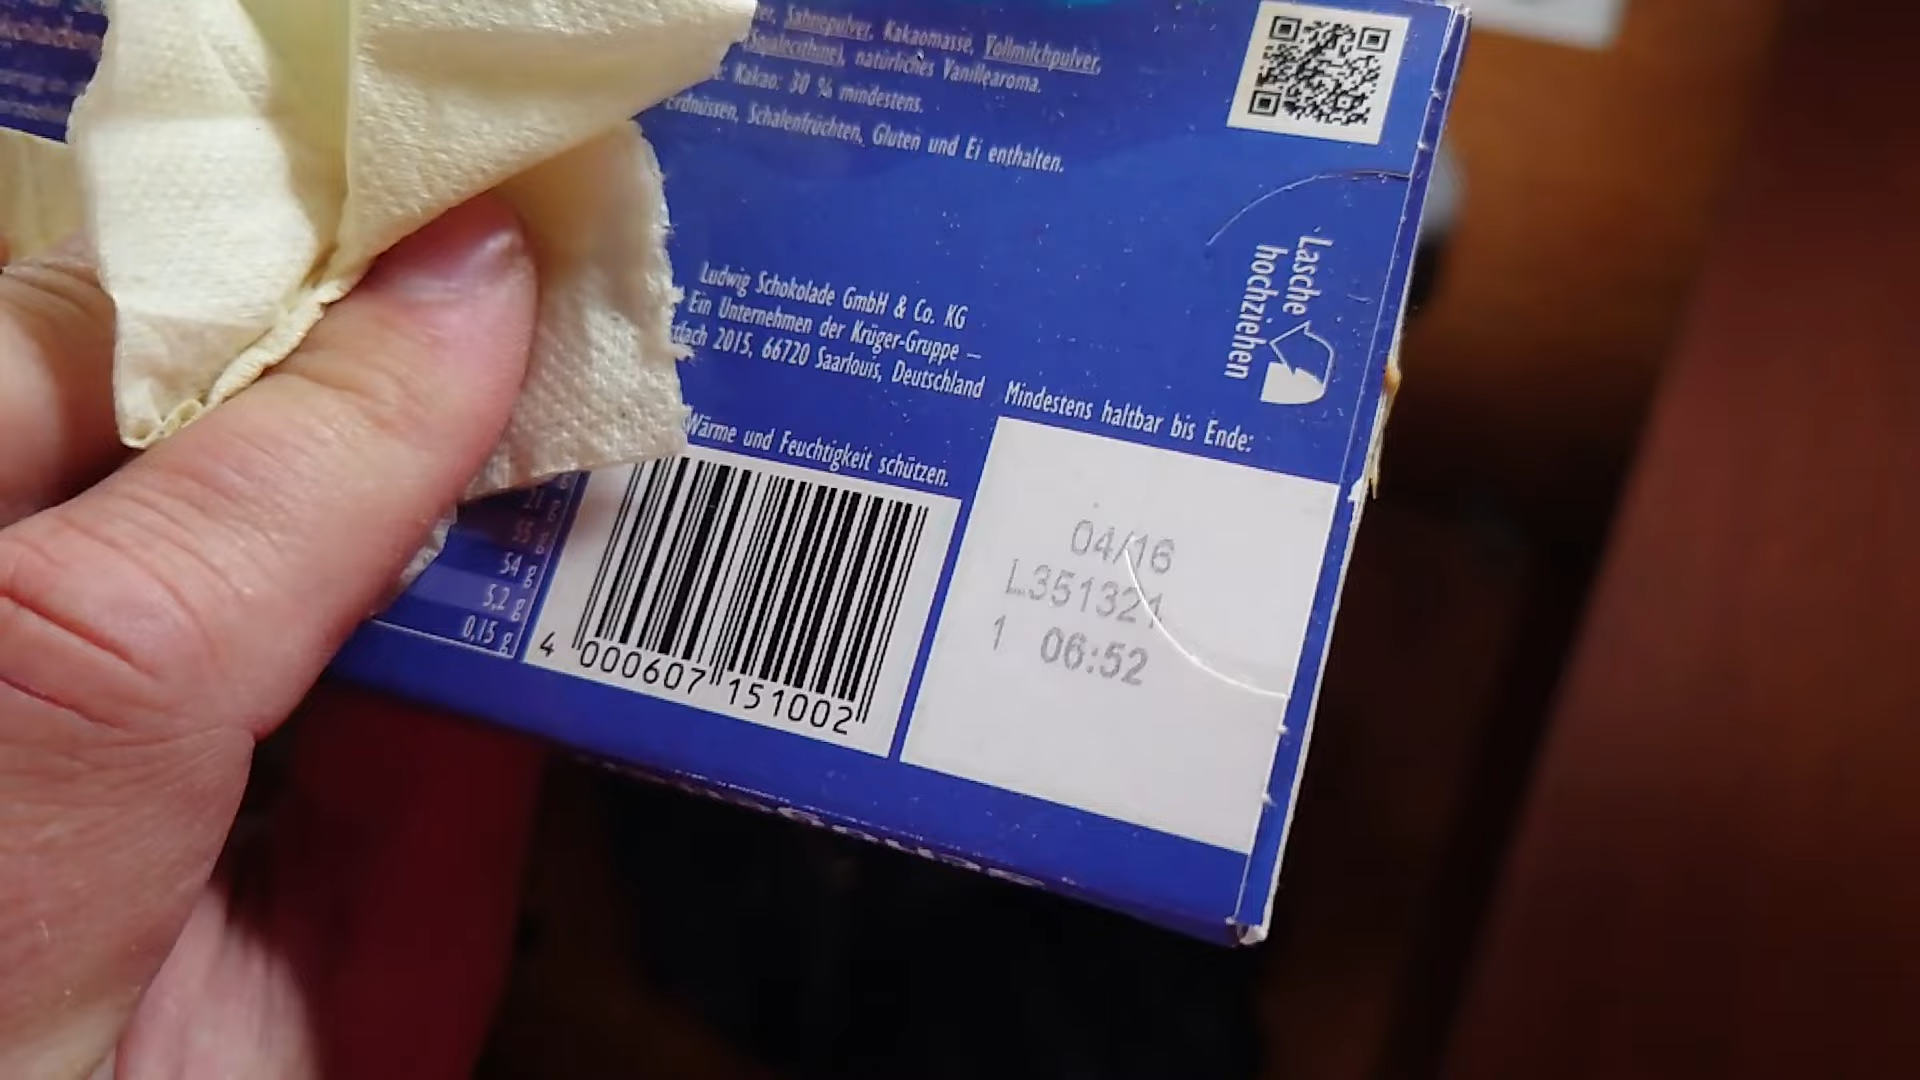 Sahnepulver, Kakaomasse, Vollmilchpulver,
(Sojalecithine), natürliches Vanillearoma.
Kakao: 30 % mindestens.
Erdnüssen, Schalenfrüchten, Gluten und Ei enthalten.
Lasche
hochziehen
Ludwig Schokolade GmbH & Co. KG
Ein Unternehmen der Krüger-Gruppe –
2015, 66720 Saarlouis, Deutschland
Mindestens haltbar bis Ende:
Wärme und Feuchtigkeit schützen.
54 g
5,2 g
0,15 g
4 000607 151002
04/16
L351321
1 06:52